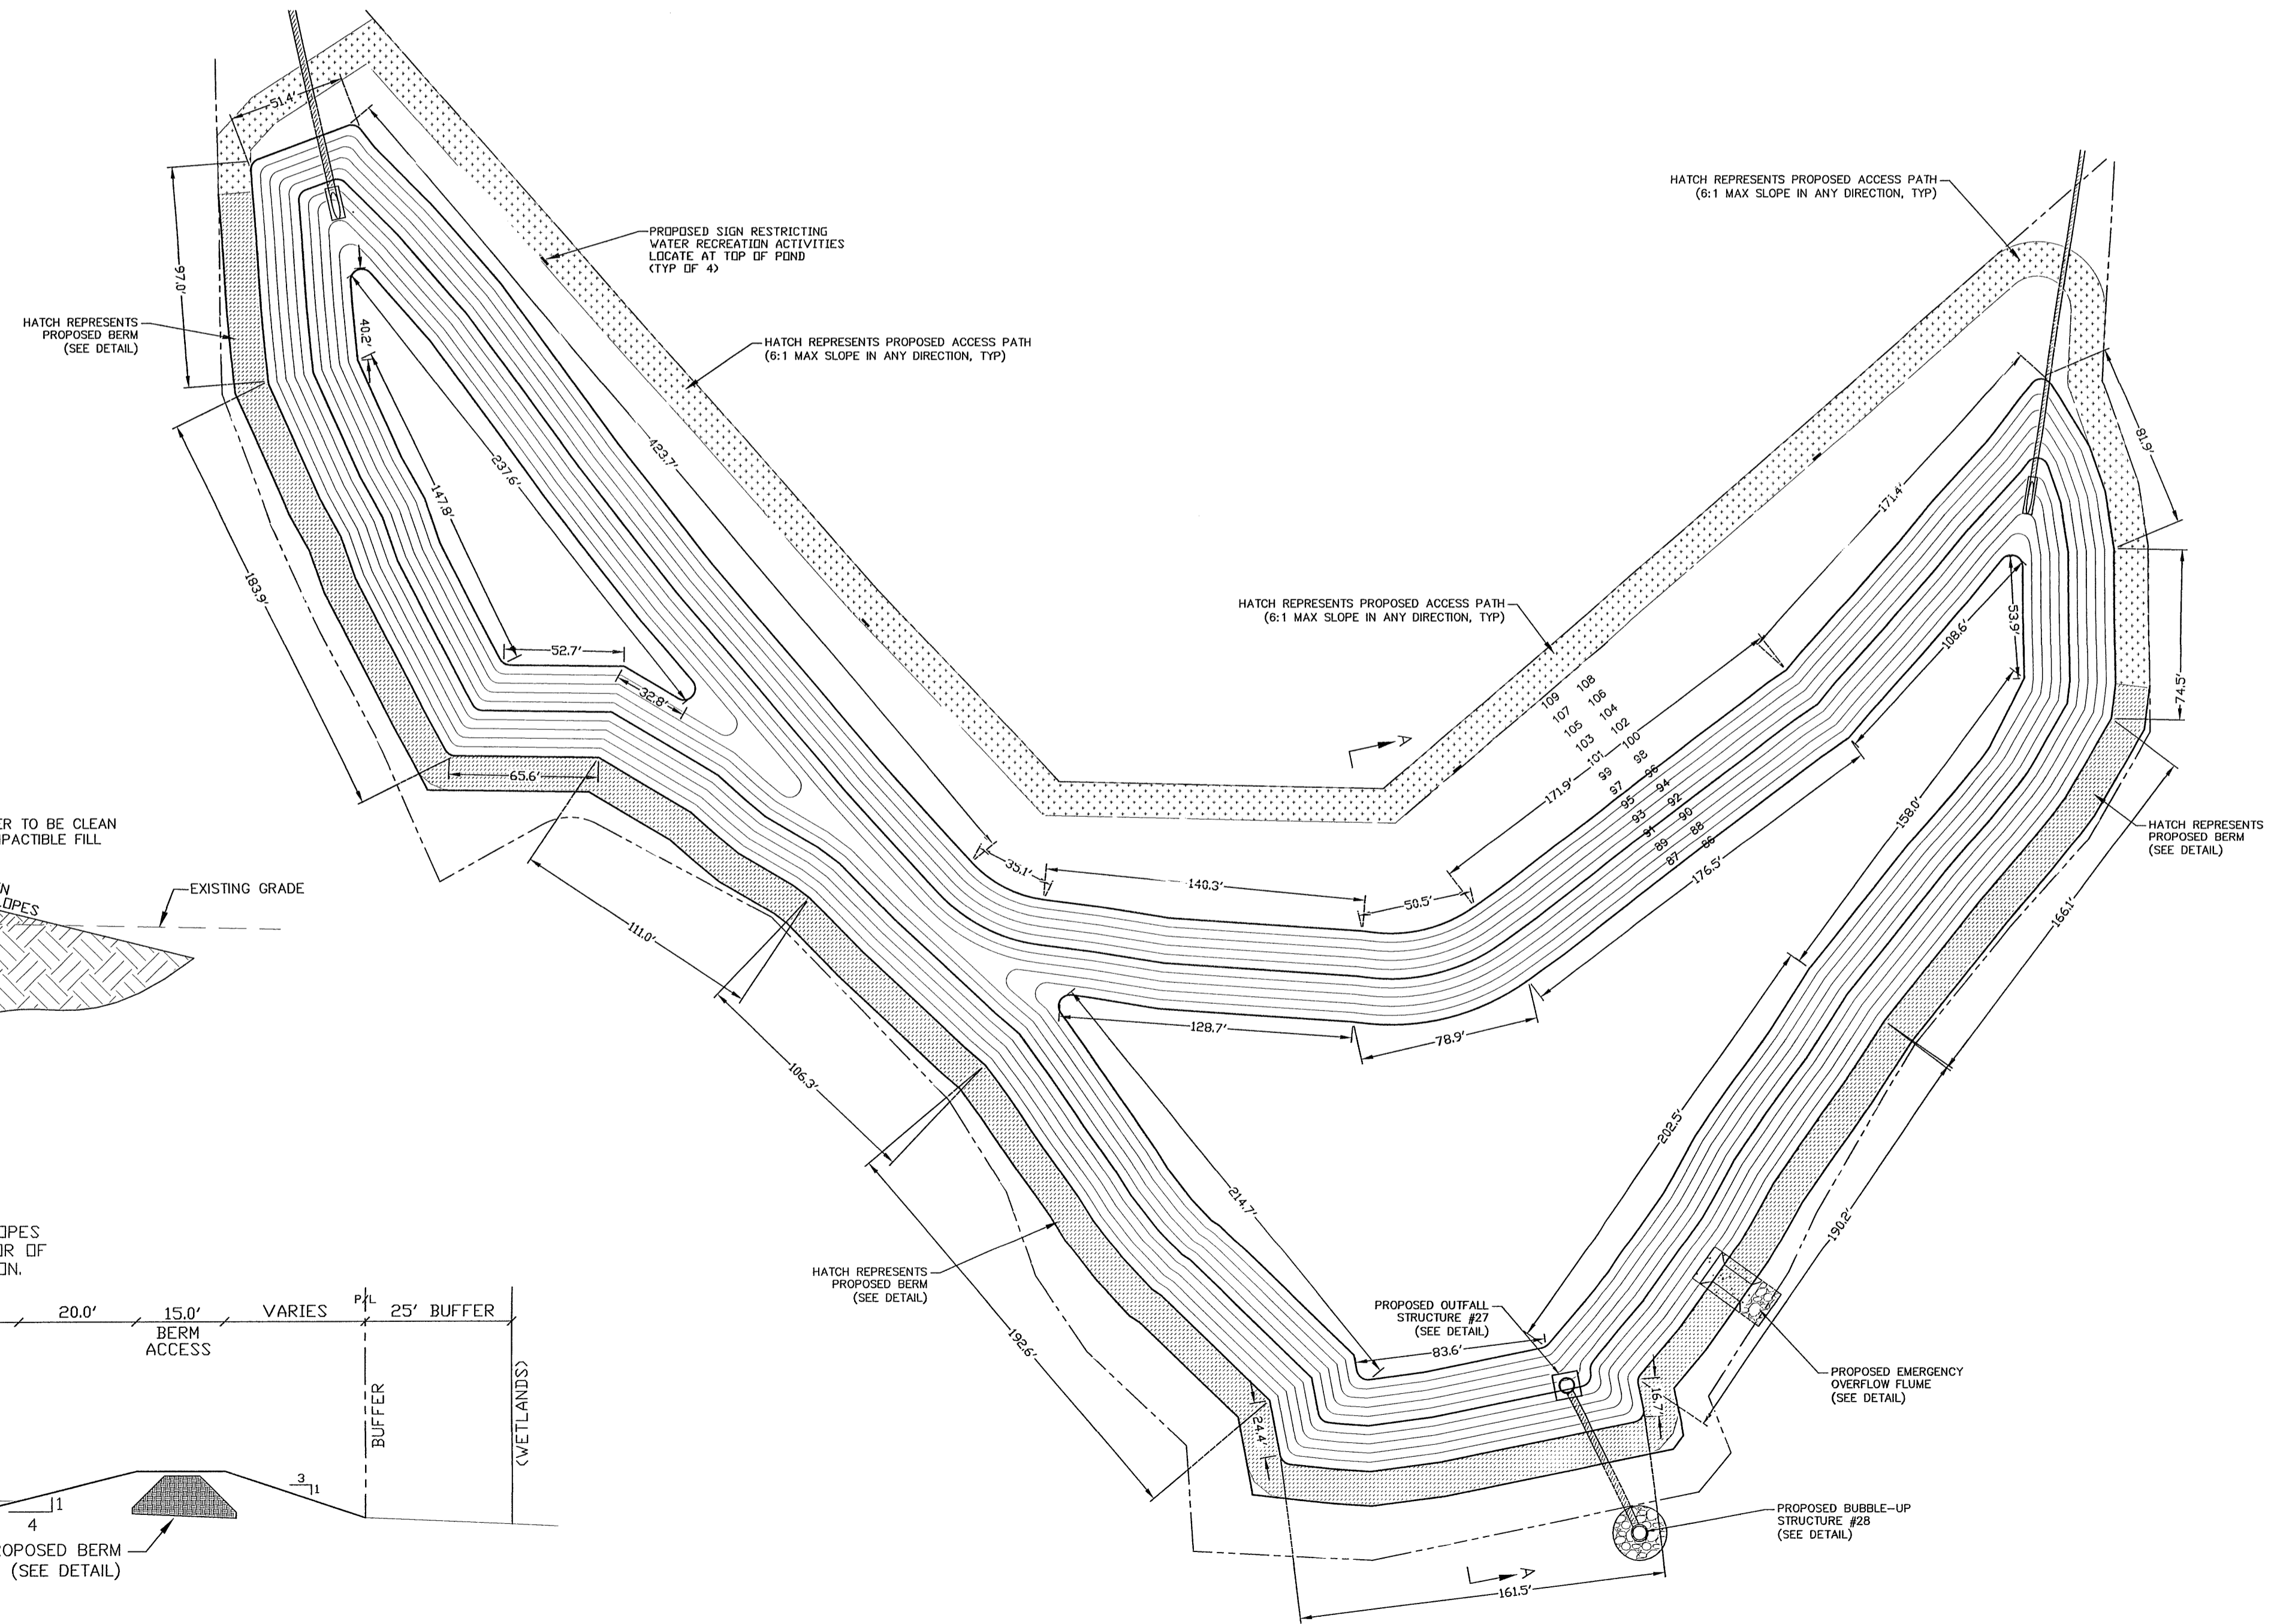 51.4'
97.0'
HATCH REPRESENTS
PROPOSED BERM
(SEE DETAIL)
183.9'
40.2'
147.8'
237.6'
423.7'
52.7'
32.8'
65.6'
PROPOSED SIGN RESTRICTING
WATER RECREATION ACTIVITIES
LOCATE AT TOP OF POND
(TYP OF 4)
HATCH REPRESENTS PROPOSED ACCESS PATH
(6:1 MAX SLOPE IN ANY DIRECTION, TYP)
HATCH REPRESENTS PROPOSED ACCESS PATH
(6:1 MAX SLOPE IN ANY DIRECTION, TYP)
HATCH REPRESENTS PROPOSED ACCESS PATH
(6:1 MAX SLOPE IN ANY DIRECTION, TYP)
A
171.4'
81.9'
74.5'
53.9'
108.6'
109 108
107 106
105 104
103 102
101 100
99 98
97 96
95 94
93 92
91 90
89 88
87 86
171.9'
176.5'
158.0'
HATCH REPRESENTS
PROPOSED BERM
(SEE DETAIL)
166.1'
35.1'
140.3'
50.5'
128.7'
78.9'
111.0'
106.3'
202.5'
214.7'
190.2'
192.6'
HATCH REPRESENTS
PROPOSED BERM
(SEE DETAIL)
PROPOSED OUTFALL
STRUCTURE #27
(SEE DETAIL)
83.6'
24.4'
16.7'
PROPOSED EMERGENCY
OVERFLOW FLUME
(SEE DETAIL)
PROPOSED BUBBLE-UP
STRUCTURE #28
(SEE DETAIL)
A
161.5'
ER TO BE CLEAN
PACTIBLE FILL
EXISTING GRADE
LOPES
OPES
OR OF
ON.
20.0'
15.0'
BERM
ACCESS
VARIES
P/L
25' BUFFER
BUFFER
(WETLANDS)
3
1
1
4
OPOSED BERM
(SEE DETAIL)